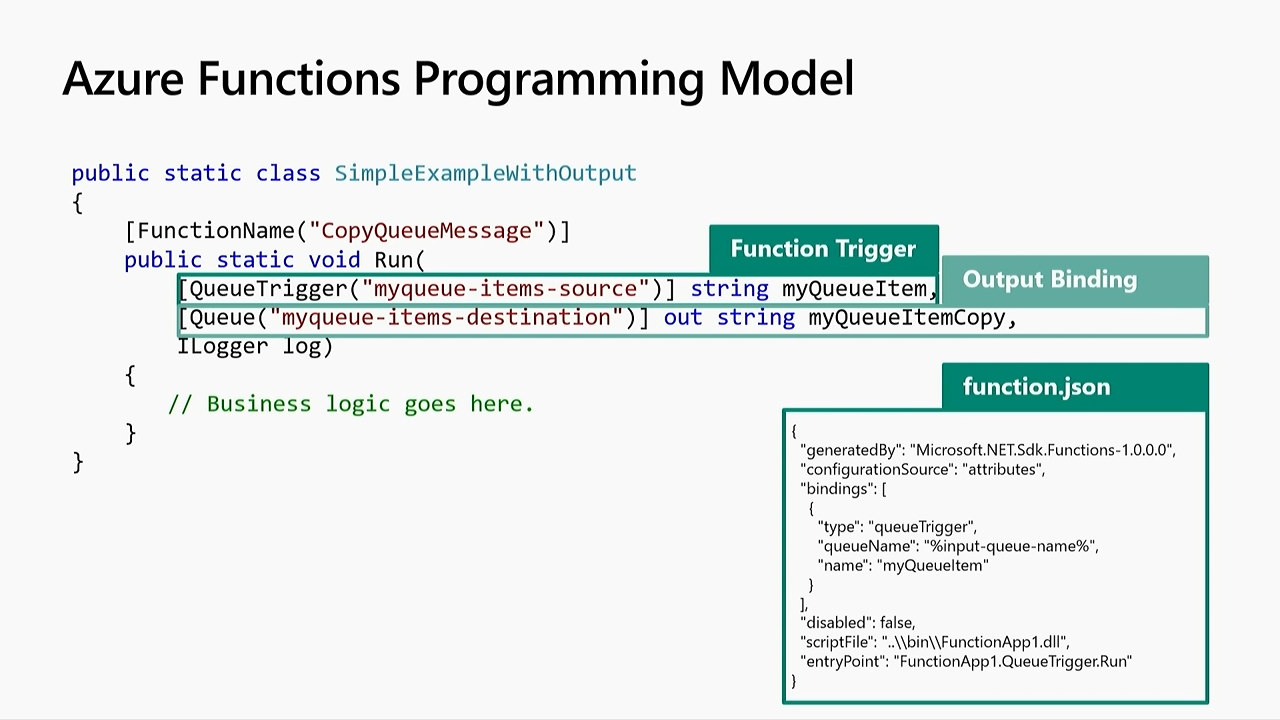 Azure Functions Programming Model
public static class SimpleExampleWithOutput
{
[FunctionName("CopyQueueMessage")]
public static void Run(
Function Trigger
[QueueTrigger("myqueue-items-source")] string myQueueItem,
Output Binding
[Queue("myqueue-items-destination")] out string myQueueItemCopy,
ILogger log)
{
// Business logic goes here.
}
}
function.json
{
"generatedBy": "Microsoft.NET.Sdk.Functions-1.0.0.0",
"configurationSource": "attributes",
"bindings": [
{
"type": "queueTrigger",
"queueName": "%input-queue-name%",
"name": "myQueueItem"
}
],
"disabled": false,
"scriptFile": "..\\bin\\FunctionApp1.dll",
"entryPoint": "FunctionApp1.QueueTrigger.Run"
}